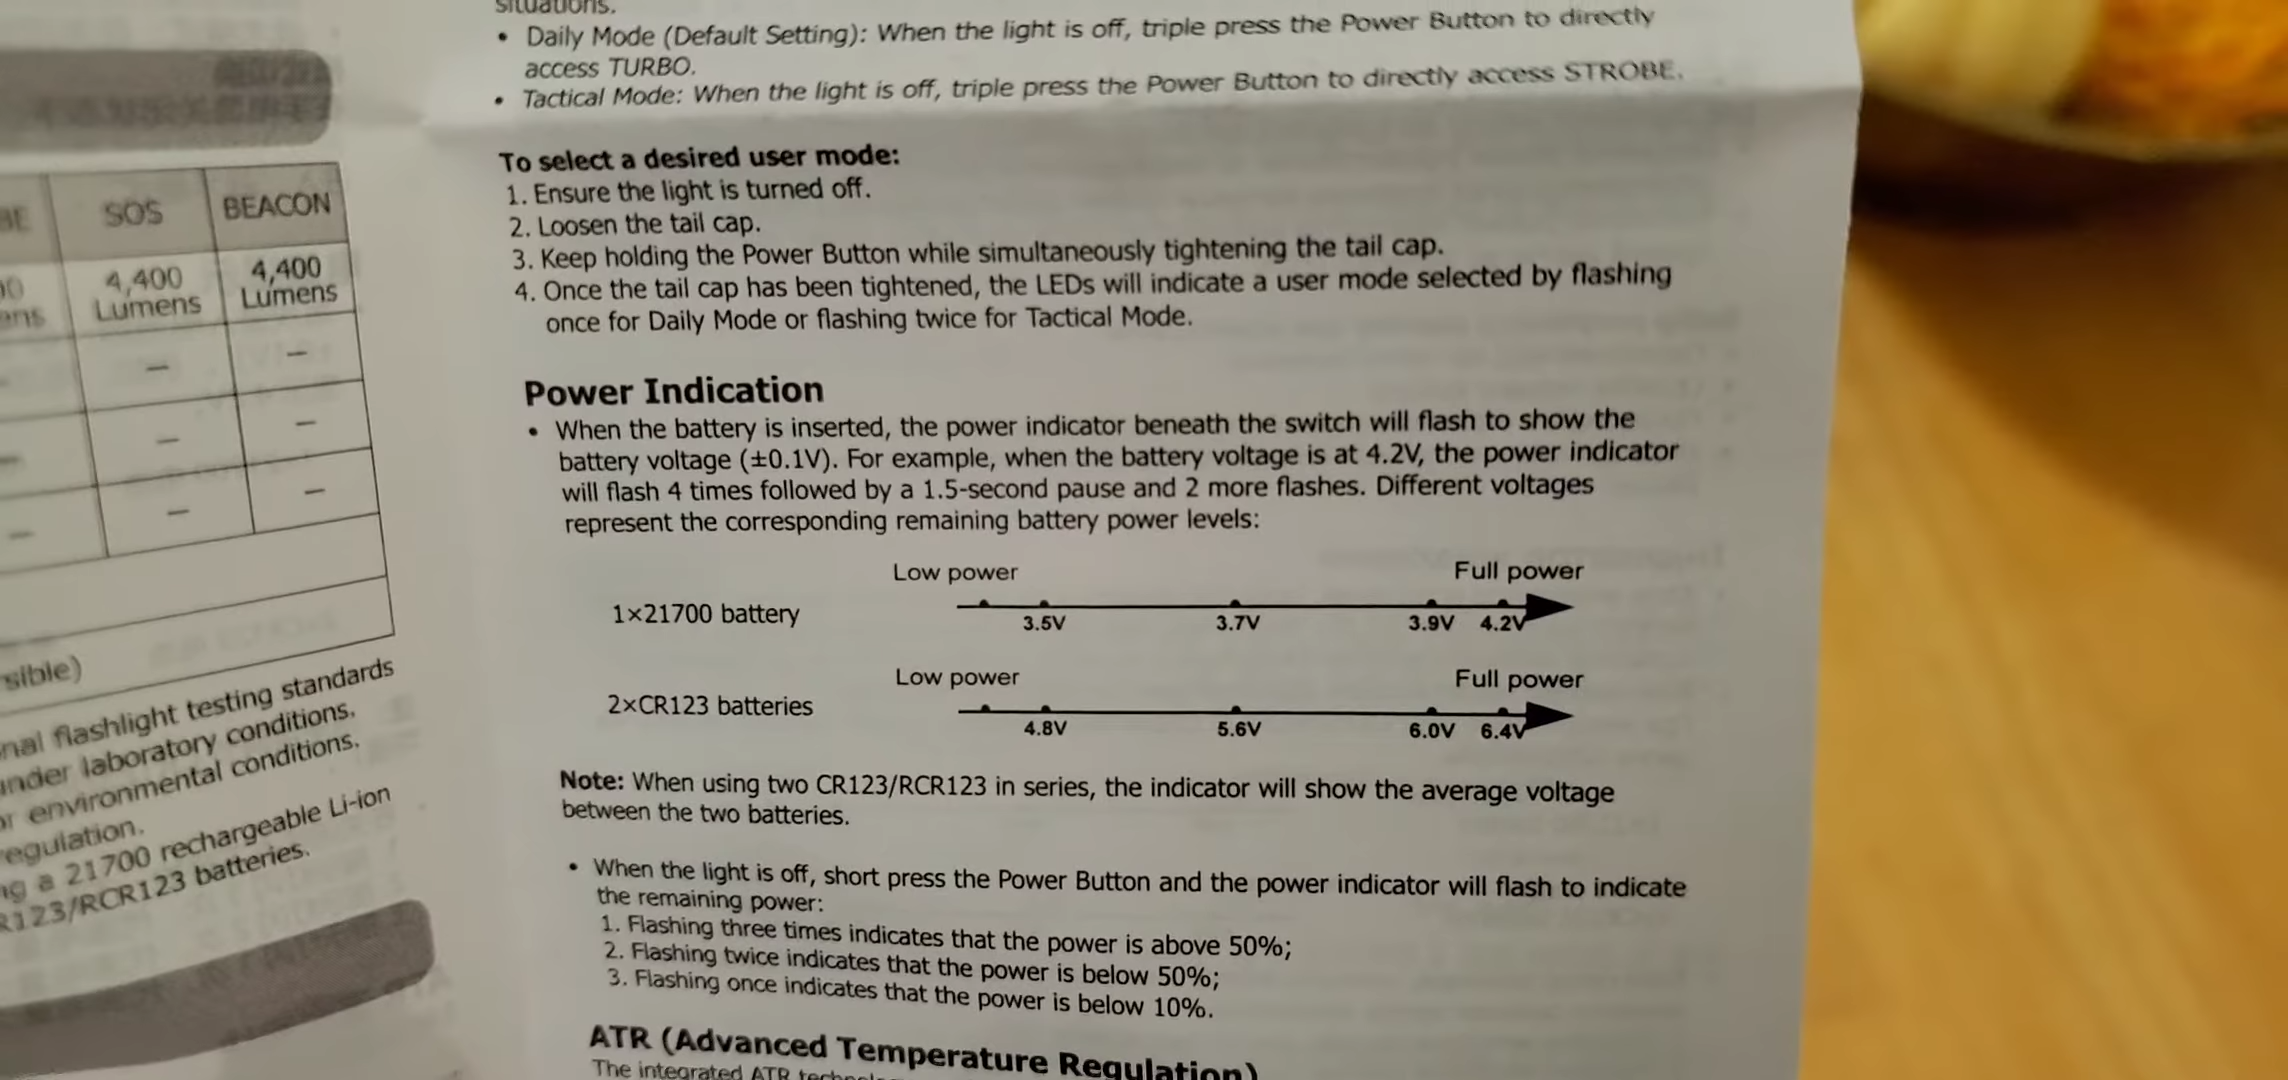 situations.
• Daily Mode (Default Setting): When the light is off, triple press the Power Button to directly
access TURBO.
• Tactical Mode: When the light is off, triple press the Power Button to directly access STROBE.
To select a desired user mode:
1. Ensure the light is turned off.
2. Loosen the tail cap.
3. Keep holding the Power Button while simultaneously tightening the tail cap.
4. Once the tail cap has been tightened, the LEDs will indicate a user mode selected by flashing
once for Daily Mode or flashing twice for Tactical Mode.
Power Indication
• When the battery is inserted, the power indicator beneath the switch will flash to show the
battery voltage (±0.1V). For example, when the battery voltage is at 4.2V, the power indicator
will flash 4 times followed by a 1.5-second pause and 2 more flashes. Different voltages
represent the corresponding remaining battery power levels:
Low power Full power
1×21700 battery
3.5V 3.7V 3.9V 4.2V
Low power Full power
2×CR123 batteries
4.8V 5.6V 6.0V 6.4V
Note: When using two CR123/RCR123 in series, the indicator will show the average voltage
between the two batteries.
• When the light is off, short press the Power Button and the power indicator will flash to indicate
the remaining power:
1. Flashing three times indicates that the power is above 50%;
2. Flashing twice indicates that the power is below 50%;
3. Flashing once indicates that the power is below 10%.
ATR (Advanced Temperature Regulation)
The integrated ATR
SOS BEACON
4,400 4,400
Lumens Lumens
— —
— —
— —
flashlight testing standards
laboratory conditions.
environmental conditions.
a 21700 rechargeable Li-ion
/RCR123 batteries.